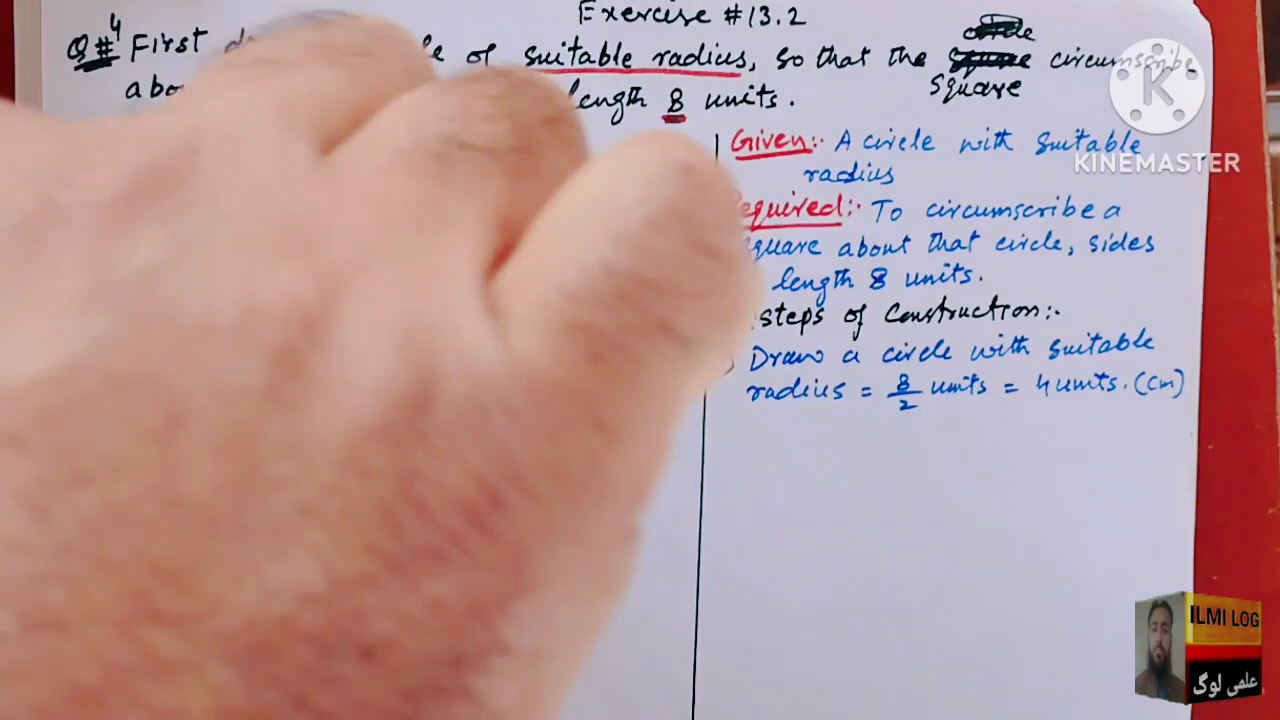 Exercise #13.2
Q#4 First of suitable radius, so that the circle circumscribe
square
length 8 units.
Given:- A circle with suitable
radius
Required:- To circumscribe a
square about that circle, sides
length 8 units.
steps of Construction:-
Draw a circle with suitable
radius = 8/2 units = 4 units. (cm)
K
KINEMASTER
ILMI LOG
علمی لوگ